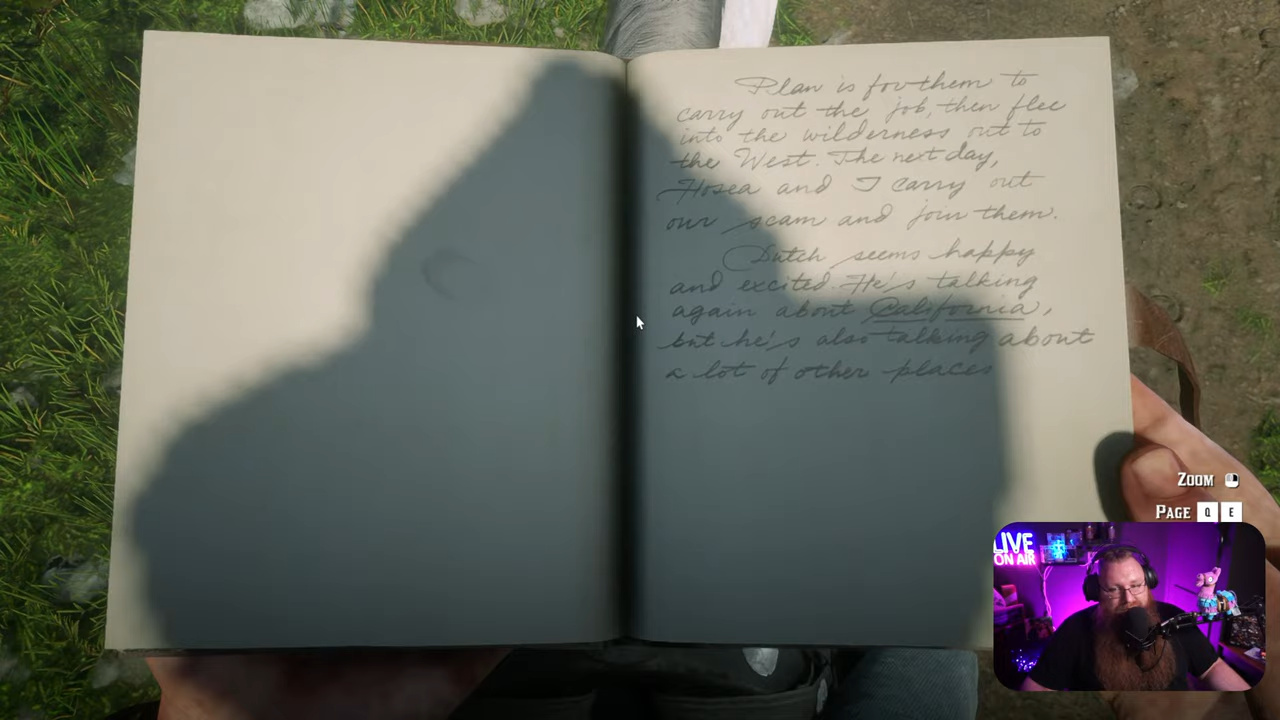 Plan is for them to
carry out the job, then flee
into the wilderness out to
the West. The next day,
Hosea and I carry out
our scam and join them.
Dutch seems happy
and excited. He's talking
again about California,
but he's also talking about
a lot of other places
ZOOM
PAGE Q E
LIVE
ON AIR